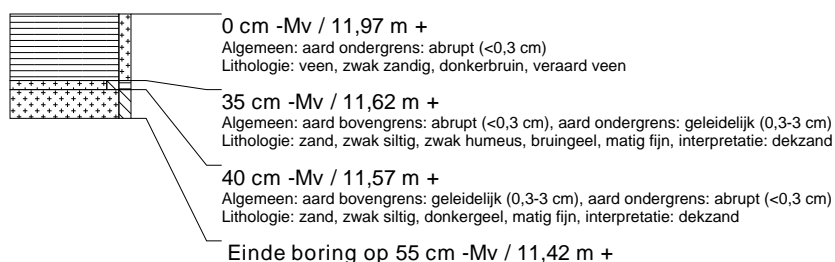 0 cm -Mv / 11,97 m +
Algemeen: aard ondergrens: abrupt (<0,3 cm)
Lithologie: veen, zwak zandig, donkerbruin, veraard veen
35 cm -Mv / 11,62 m +
Algemeen: aard bovengrens: abrupt (<0,3 cm), aard ondergrens: geleidelijk (0,3-3 cm)
Lithologie: zand, zwak siltig, zwak humeus, bruingeel, matig fijn, interpretatie: dekzand
40 cm -Mv / 11,57 m +
Algemeen: aard bovengrens: geleidelijk (0,3-3 cm), aard ondergrens: abrupt (<0,3 cm)
Lithologie: zand, zwak siltig, donkergeel, matig fijn, interpretatie: dekzand
Einde boring op 55 cm -Mv / 11,42 m +